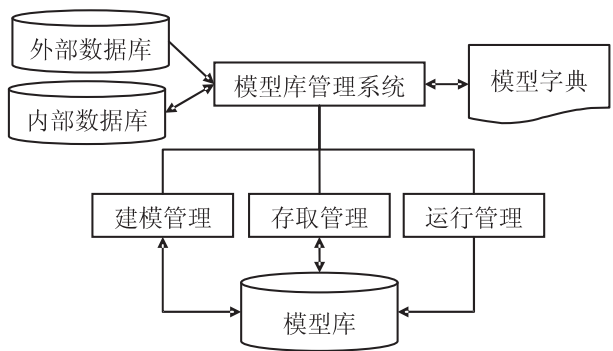 外部数据库
内部数据库
模型库管理系统
模型字典
建模管理
存取管理
运行管理
模型库